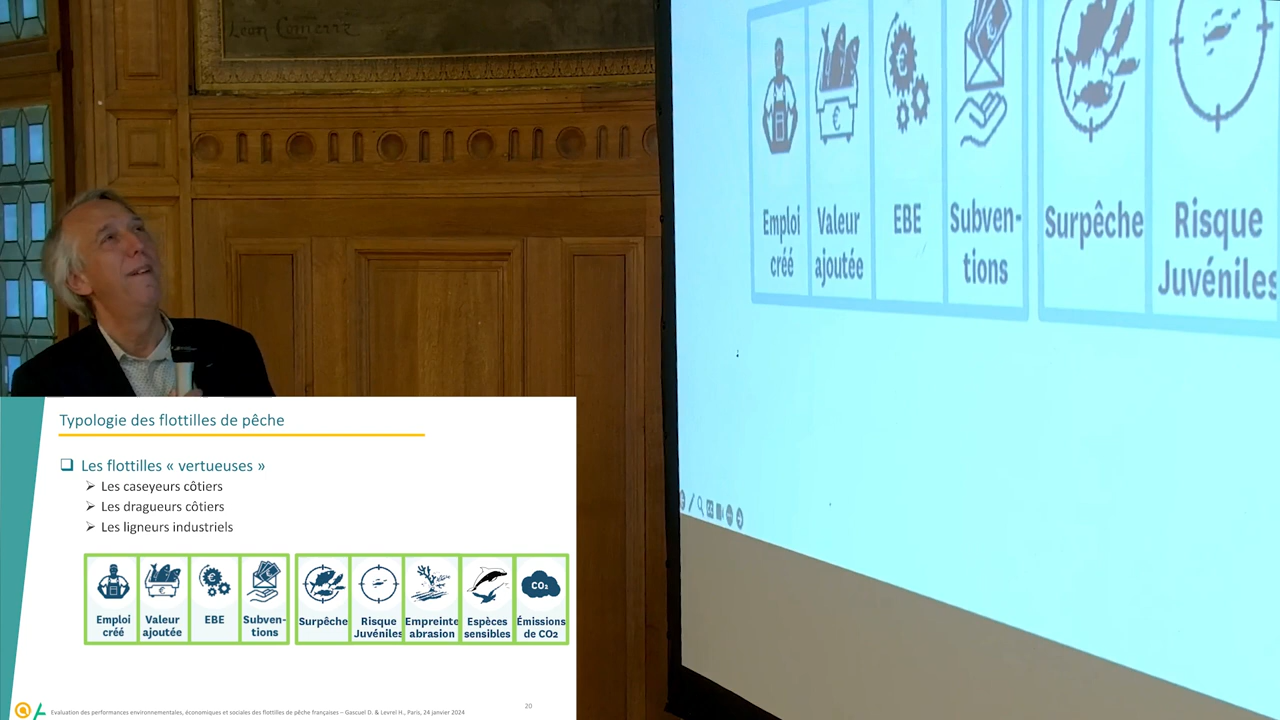 Léon Comerre
Emploi
créé
Valeur
ajoutée
EBE
Subven-
tions
Surpêche
Risque
Juvéniles
Typologie des flottilles de pêche
Les flottilles « vertueuses »
Les caseyeurs côtiers
Les dragueurs côtiers
Les ligneurs industriels
Emploi
créé
Valeur
ajoutée
EBE
Subven-
tions
Surpêche
Risque
Juvéniles
Empreinte
abrasion
Espèces
sensibles
CO₂
Émissions
de CO₂
Evaluation des performances environnementales, économiques et sociales des flottilles de pêche françaises – Gascuel D. & Levrel H., Paris, 24 janvier 2024
20